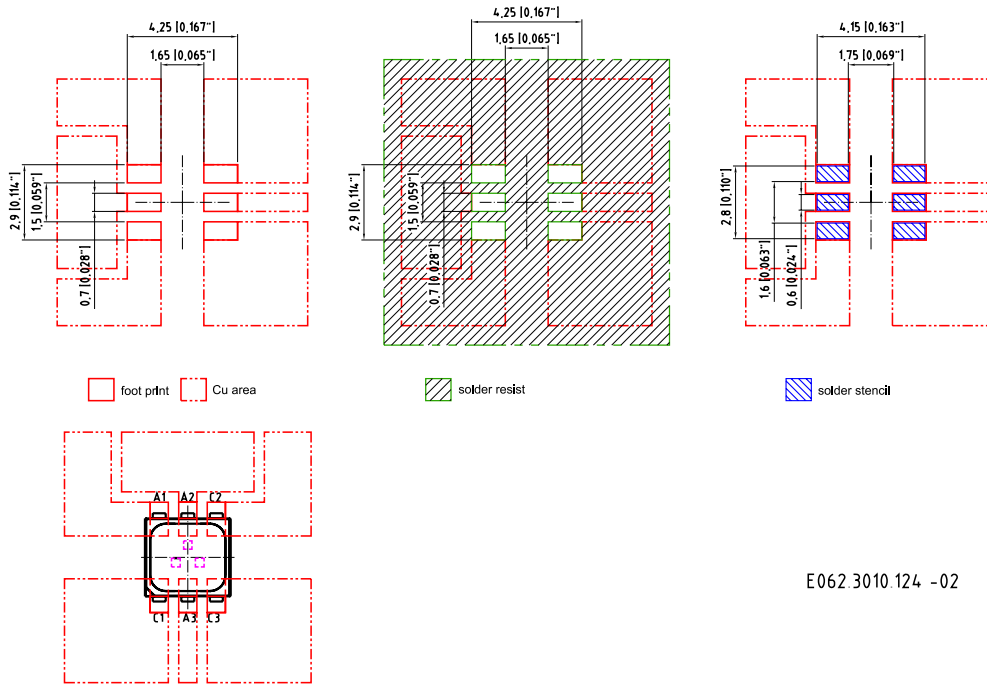 4.25 [0.167"]
1.65 [0.065"]
2.9 [0.114"]
1.5 [0.059"]
0.7 [0.028"]
4.25 [0.167"]
1.65 [0.065"]
2.9 [0.114"]
1.5 [0.059"]
0.7 [0.028"]
4.15 [0.163"]
1.75 [0.069"]
2.8 [0.110"]
1.6 [0.063"]
0.6 [0.024"]
foot print
Cu area
solder resist
solder stencil
A1 A2 C2
C1 A3 C3
E062.3010.124 -02